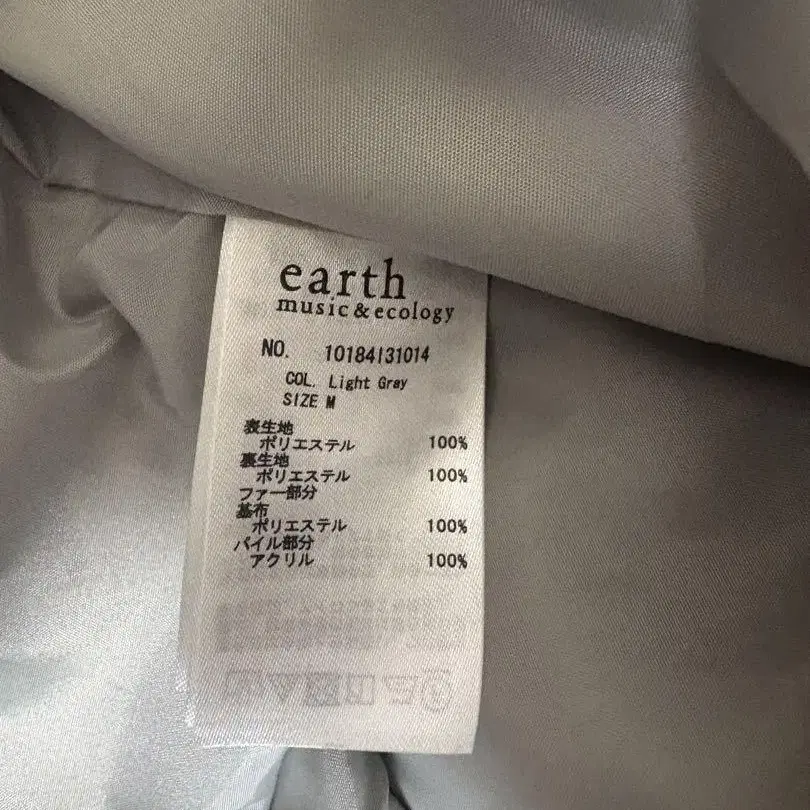 earth
music&ecology
NO. 10184131014
COL. Light Gray
SIZE M
表生地
ポリエステル 100%
裏生地
ポリエステル 100%
ファー部分
基布
ポリエステル 100%
パイル部分
アクリル 100%